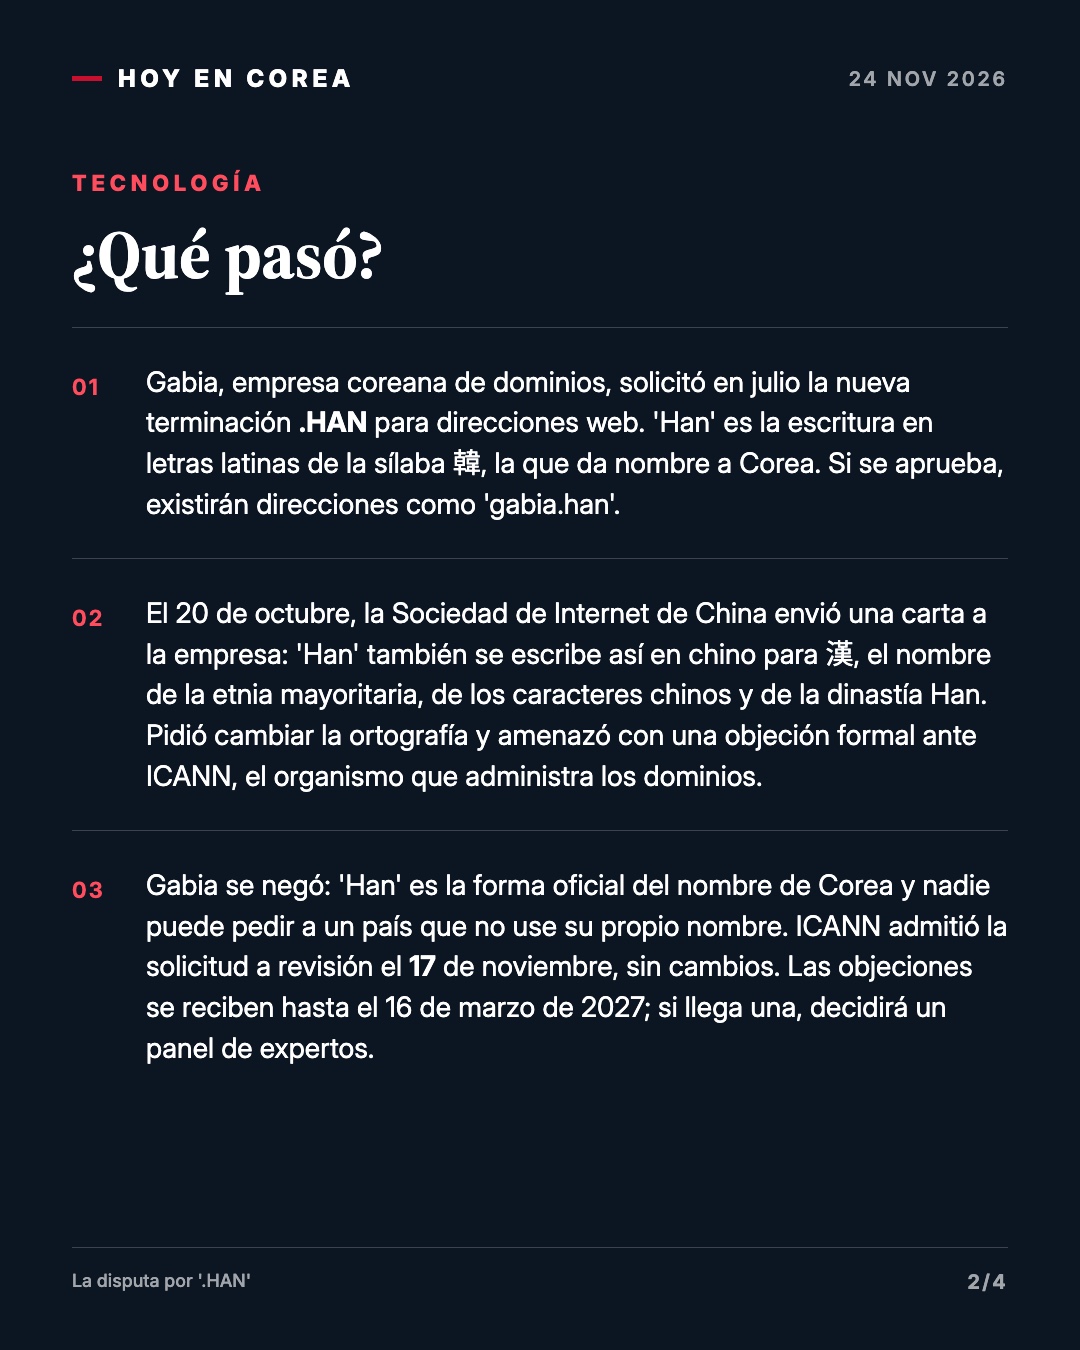 HOY EN COREA
24 NOV 2026
TECNOLOGÍA
¿Qué pasó?
01
Gabia, empresa coreana de dominios, solicitó en julio la nueva
terminación .HAN para direcciones web. 'Han' es la escritura en
letras latinas de la sílaba 韓, la que da nombre a Corea. Si se aprueba,
existirán direcciones como 'gabia.han'.
02
El 20 de octubre, la Sociedad de Internet de China envió una carta a
la empresa: 'Han' también se escribe así en chino para 漢, el nombre
de la etnia mayoritaria, de los caracteres chinos y de la dinastía Han.
Pidió cambiar la ortografía y amenazó con una objeción formal ante
ICANN, el organismo que administra los dominios.
03
Gabia se negó: 'Han' es la forma oficial del nombre de Corea y nadie
puede pedir a un país que no use su propio nombre. ICANN admitió la
solicitud a revisión el 17 de noviembre, sin cambios. Las objeciones
se reciben hasta el 16 de marzo de 2027; si llega una, decidirá un
panel de expertos.
La disputa por '.HAN'
2/4